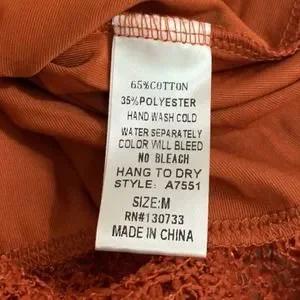 65%COTTON
35%POLYESTER
HAND WASH COLD
WATER SEPARATELY
COLOR WILL BLEED
NO BLEACH
HANG TO DRY
STYLE: A7551
SIZE:M
RN#130733
MADE IN CHINA